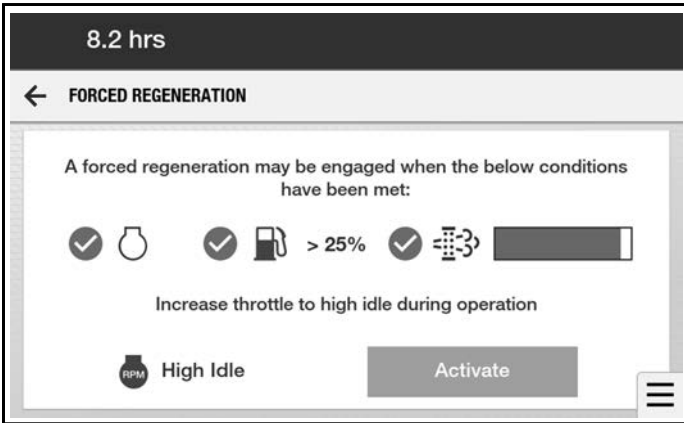 8.2 hrs
FORCED REGENERATION
A forced regeneration may be engaged when the below conditions
have been met:
> 25%
Increase throttle to high idle during operation
RPM High Idle Activate